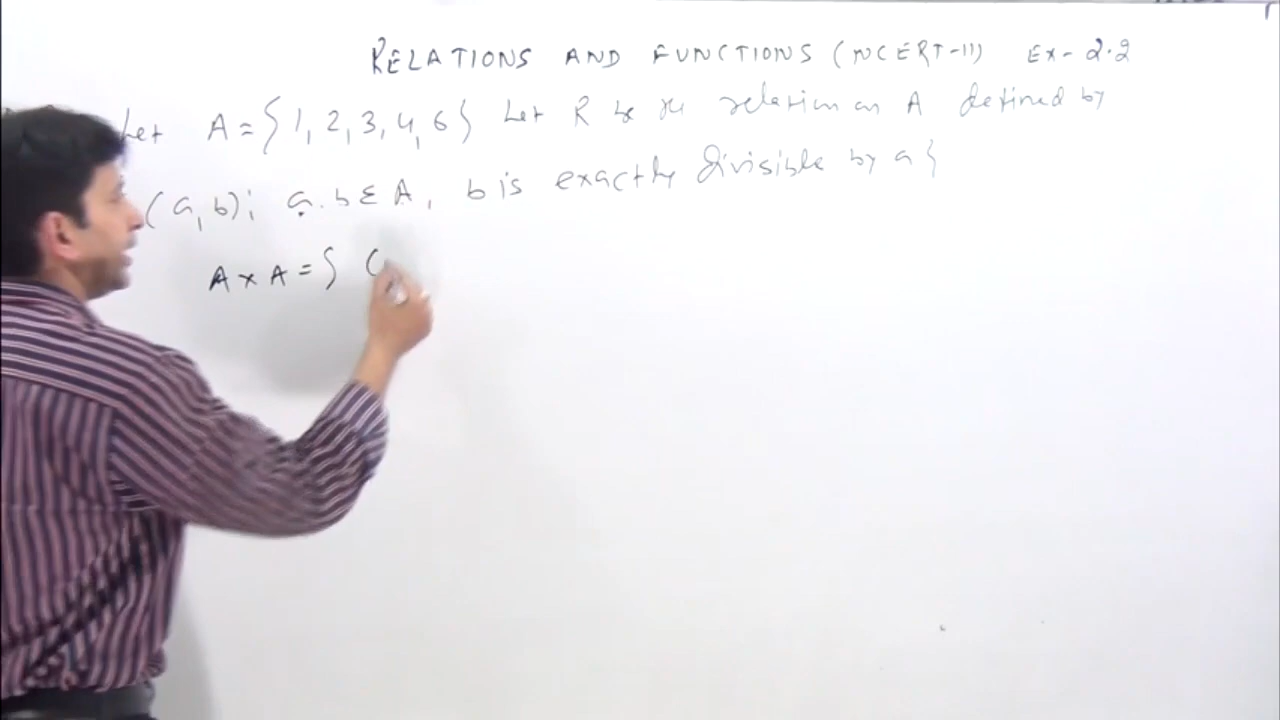 RELATIONS AND FUNCTIONS (NCERT-11) Ex- 2.2
Let A = { 1, 2, 3, 4, 6 } Let R be the relation on A defined by
(a, b); a. b ∈ A, b is exactly divisible by a }
A × A = { (